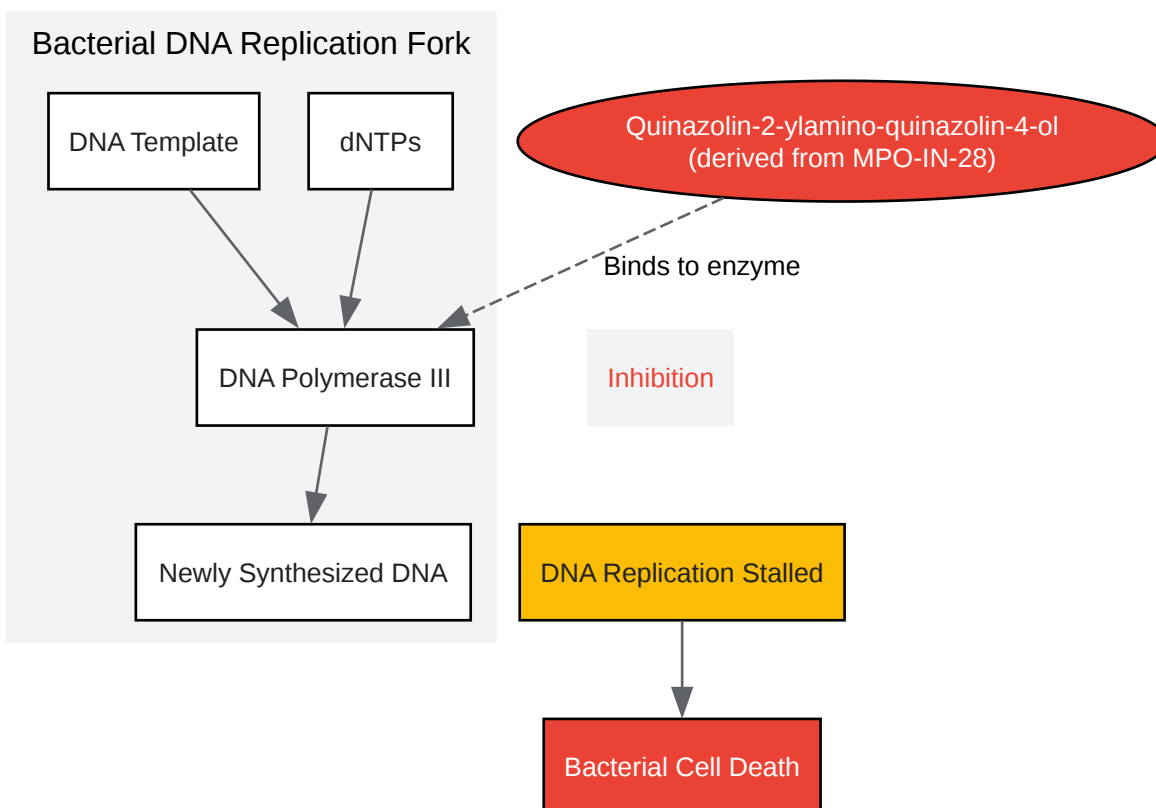 Bacterial DNA Replication Fork
DNA Template
dNTPs
Quinazolin-2-ylamino-quinazolin-4-ol
(derived from MPO-IN-28)
Binds to enzyme
DNA Polymerase III
Inhibition
Newly Synthesized DNA
DNA Replication Stalled
Bacterial Cell Death